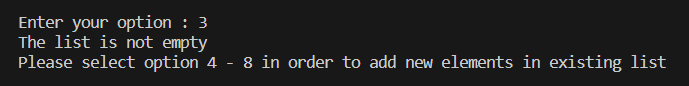 Enter your option : 3
The list is not empty
Please select option 4 - 8 in order to add new elements in existing list